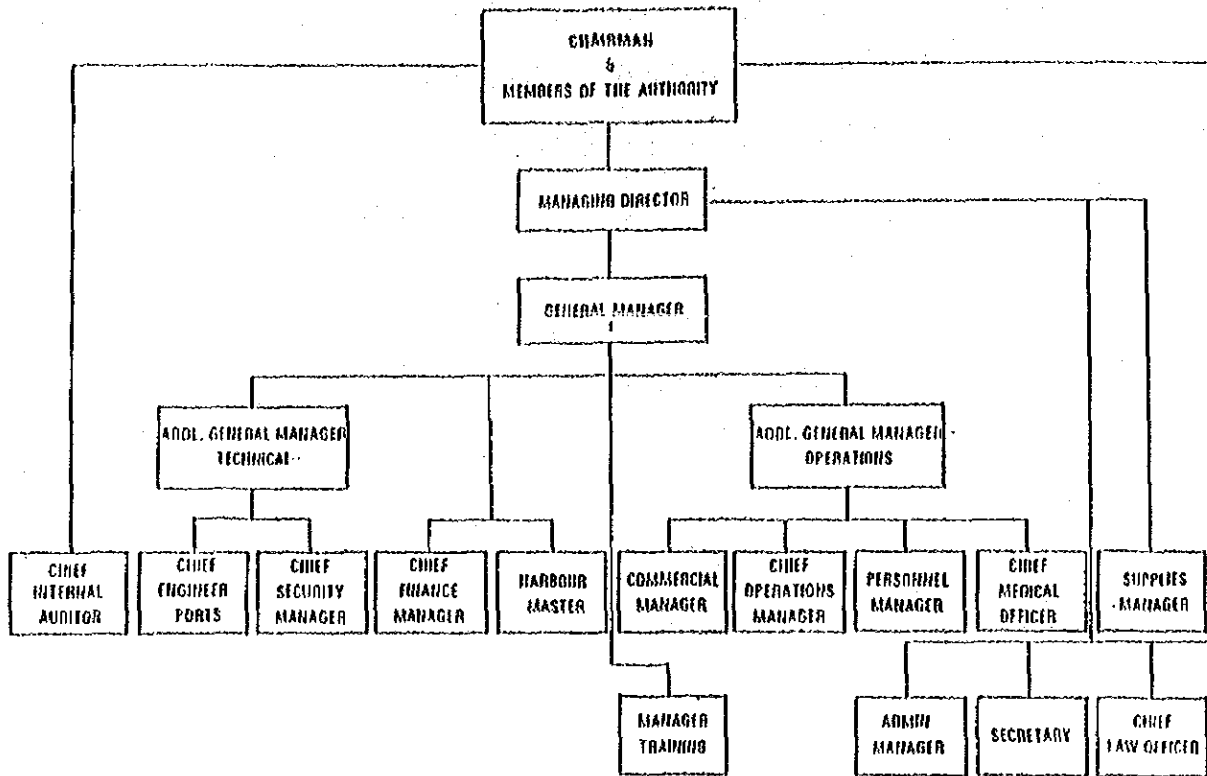 CHAIRMAN
&
MEMBERS OF THE AUTHORITY
MANAGING DIRECTOR
GENERAL MANAGER
ADDL. GENERAL MANAGER
TECHNICAL
ADDL. GENERAL MANAGER
OPERATIONS
CHIEF
INTERNAL
AUDITOR
CHIEF
ENGINEER
PORTS
CHIEF
SECURITY
MANAGER
CHIEF
FINANCE
MANAGER
HARBOUR
MASTER
COMMERCIAL
MANAGER
CHIEF
OPERATIONS
MANAGER
PERSONNEL
MANAGER
CHIEF
MEDICAL
OFFICER
SUPPLIES
MANAGER
MANAGER
TRAINING
ADMIN
MANAGER
SECRETARY
CHIEF
LAW OFFICER